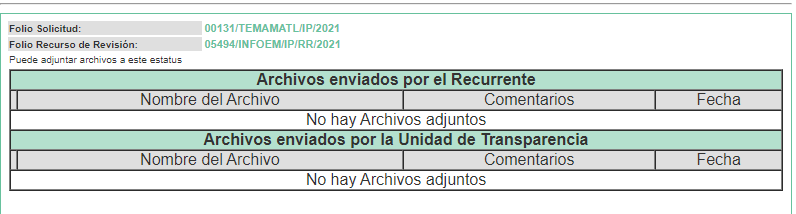 Folio Solicitud: 00131/TEMAMATL/IP/2021
Folio Recurso de Revisión: 05494/INFOEM/IP/RR/2021
Puede adjuntar archivos a este estatus
Archivos enviados por el Recurrente
Nombre del Archivo Comentarios Fecha
No hay Archivos adjuntos
Archivos enviados por la Unidad de Transparencia
Nombre del Archivo Comentarios Fecha
No hay Archivos adjuntos